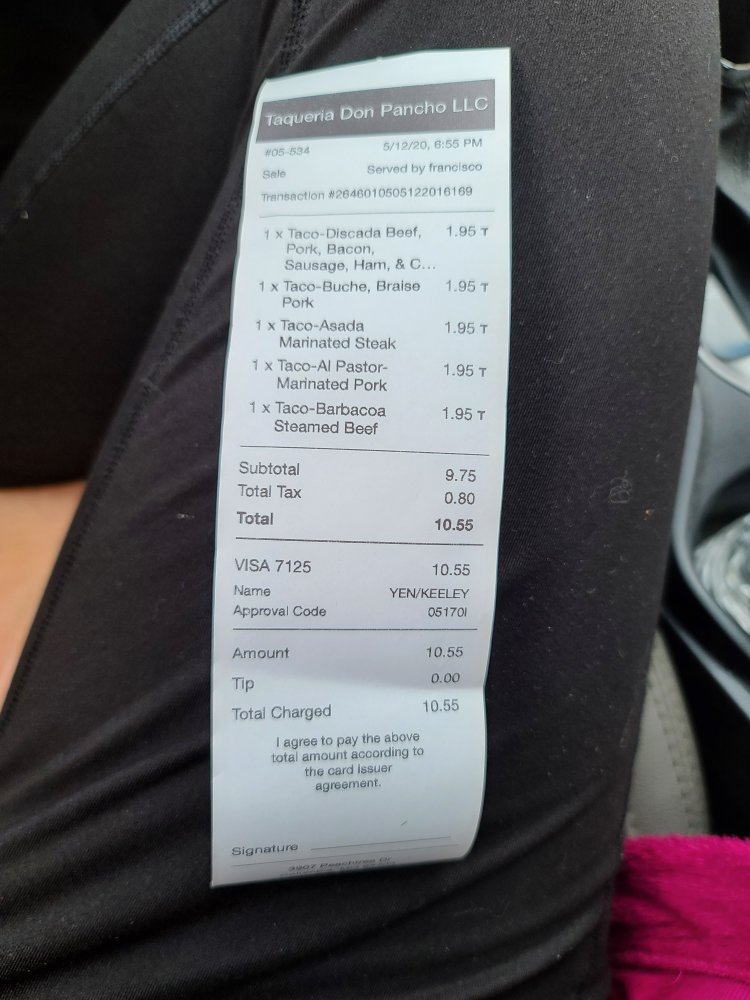 Taqueria Don Pancho LLC
#05-534 5/12/20, 6:55 PM
Sale Served by francisco
Transaction #2646010505122016169
1 x Taco-Discada Beef, 1.95 T
Pork, Bacon,
Sausage, Ham, & C...
1 x Taco-Buche, Braise 1.95 T
Pork
1 x Taco-Asada 1.95 T
Marinated Steak
1 x Taco-Al Pastor- 1.95 T
Marinated Pork
1 x Taco-Barbacoa 1.95 T
Steamed Beef
Subtotal 9.75
Total Tax 0.80
Total 10.55
VISA 7125 10.55
Name YEN/KEELEY
Approval Code 05170I
Amount 10.55
Tip 0.00
Total Charged 10.55
I agree to pay the above
total amount according to
the card issuer
agreement.
Signature
3907 Peachtree Dr